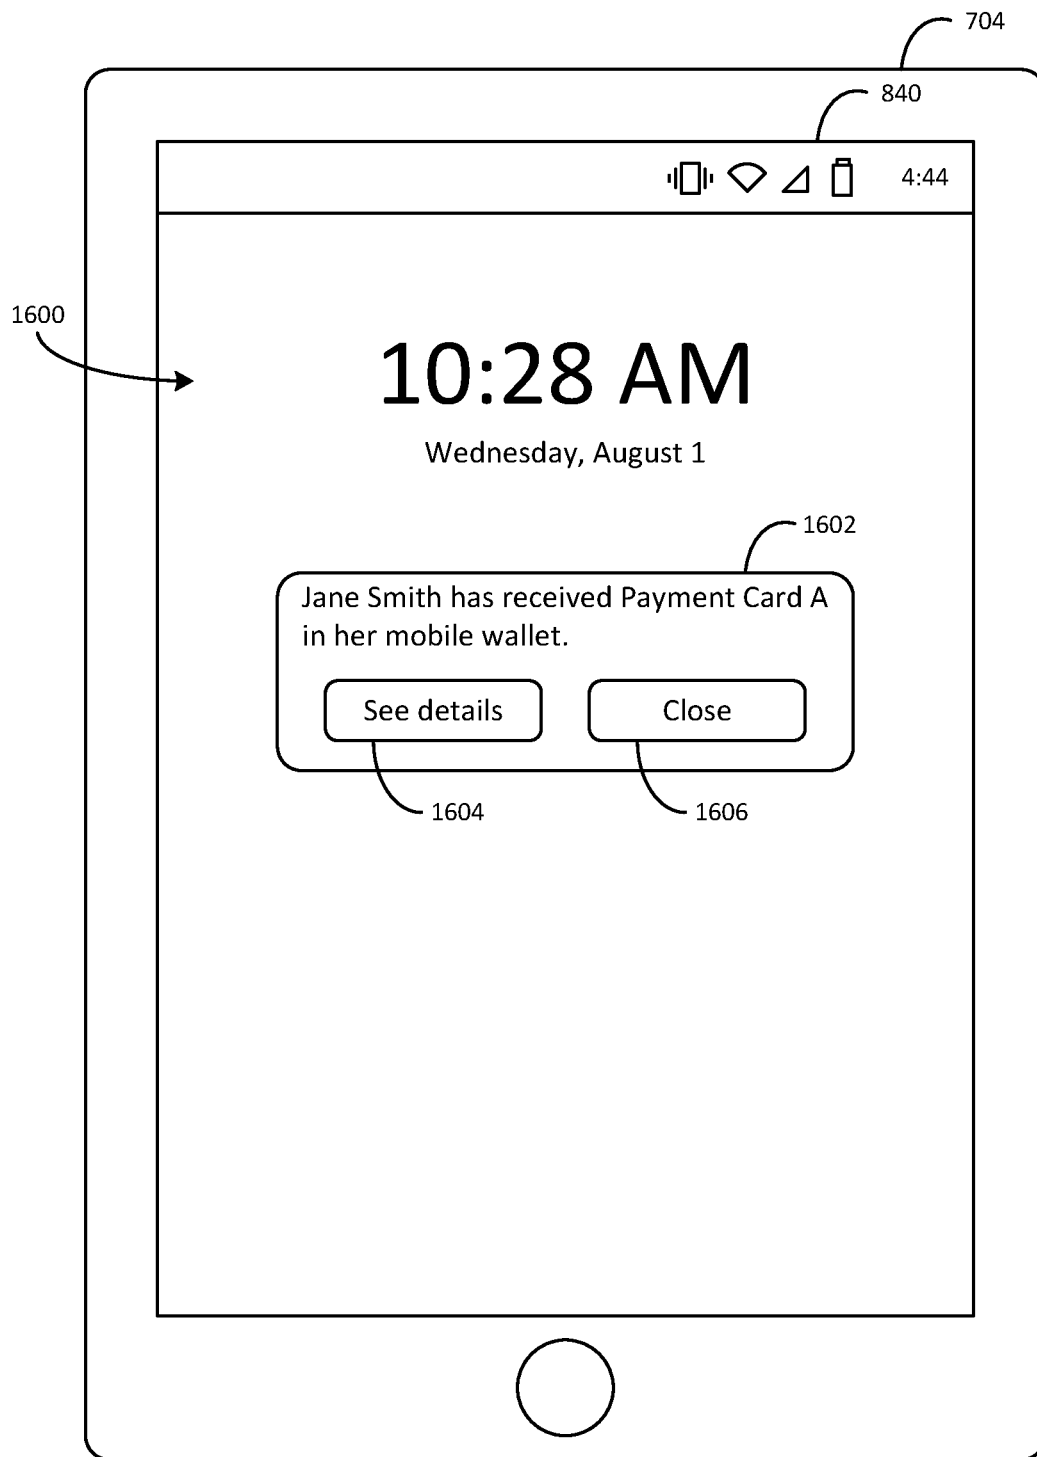 704
840
4:44
1600
10:28 AM
Wednesday, August 1
1602
Jane Smith has received Payment Card A
in her mobile wallet.
See details
Close
1604
1606